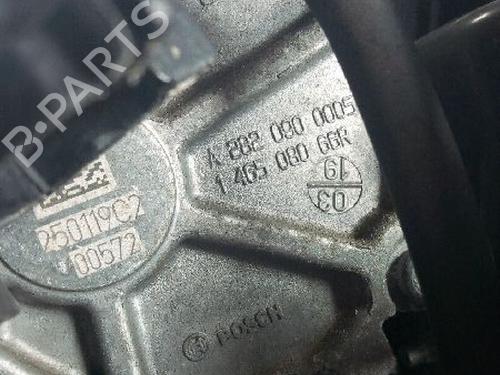 B-PARTS
A 282 090 0005
1 465 080 66R
19
03
250119C2
00572
BOSCH